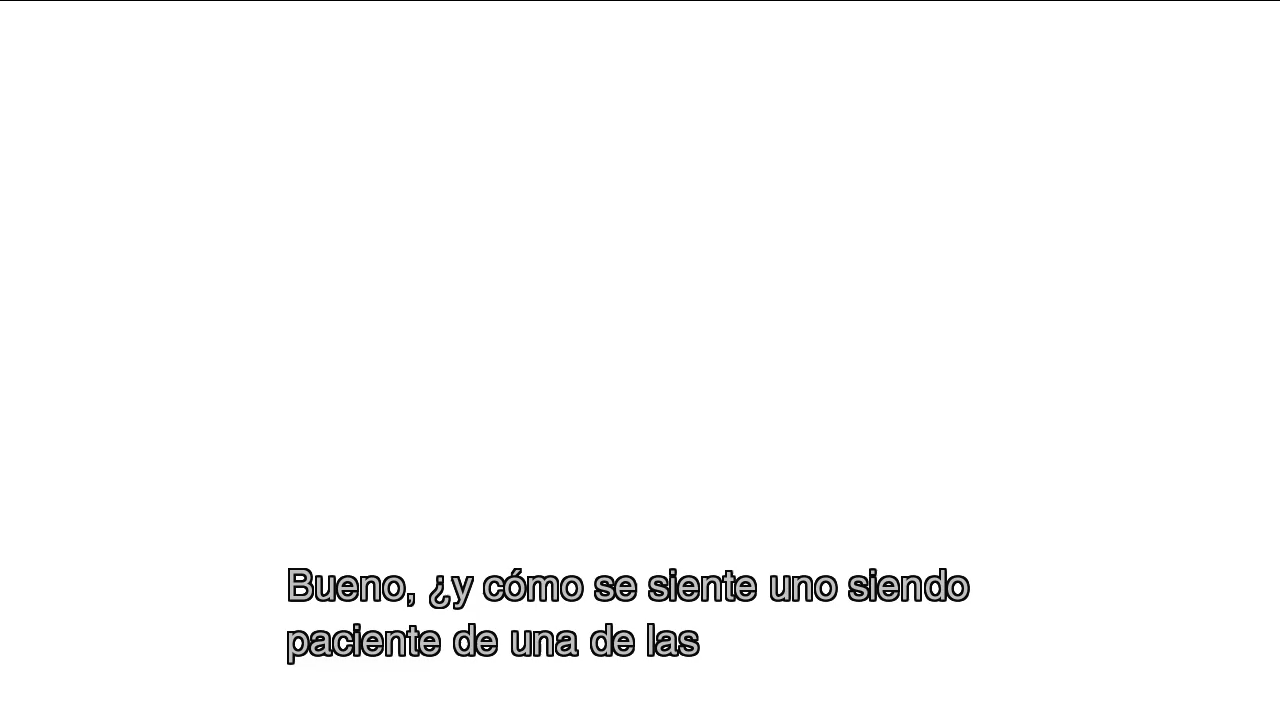 Bueno, ¿y cómo se siente uno siendo
paciente de una de las